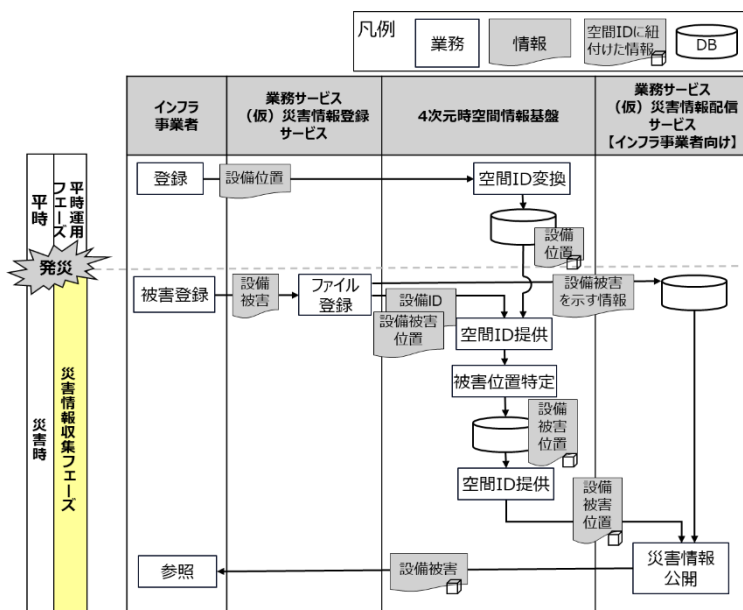 凡例
業務
情報
空間IDに紐
付けた情報
DB
インフラ
事業者
業務サービス
(仮)災害情報登録
サービス
4次元時空間情報基盤
業務サービス
(仮)災害情報配信
サービス
【インフラ事業者向け】
平時
平時運用
フェーズ
登録
設備位置
空間ID変換
設備
位置
発災
災害時
災害情報収集フェーズ
被害登録
設備
被害
ファイル
登録
設備ID
設備被害
位置
設備被害
を示す情報
空間ID提供
被害位置特定
設備
被害
位置
空間ID提供
設備
被害
位置
災害情報
公開
設備被害
参照